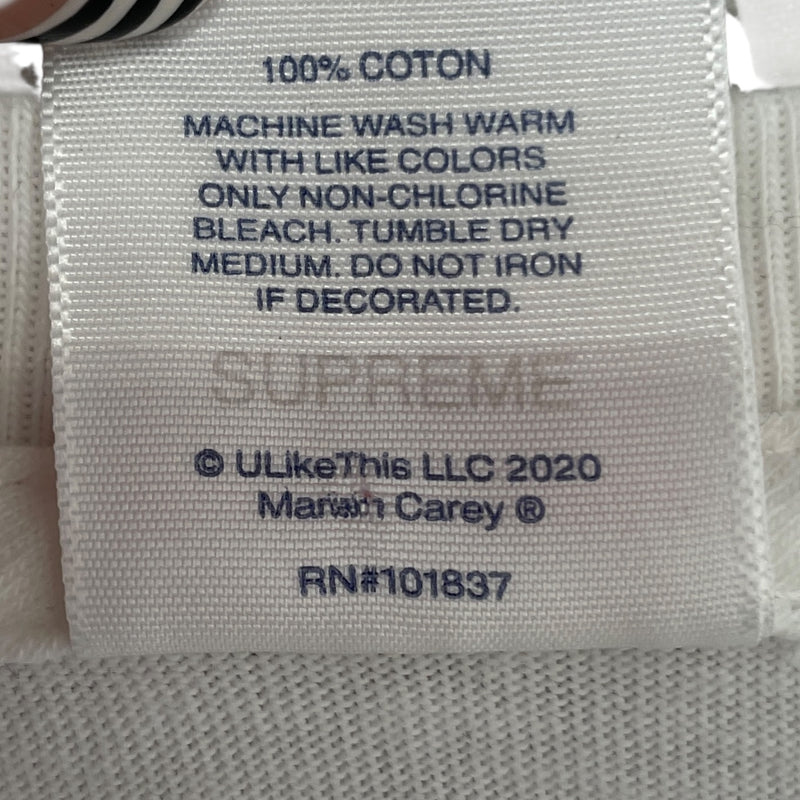 100% COTON
MACHINE WASH WARM
WITH LIKE COLORS
ONLY NON-CHLORINE
BLEACH. TUMBLE DRY
MEDIUM. DO NOT IRON
IF DECORATED.
SUPREME
© ULikeThis LLC 2020
Mariah Carey ®
RN#101837